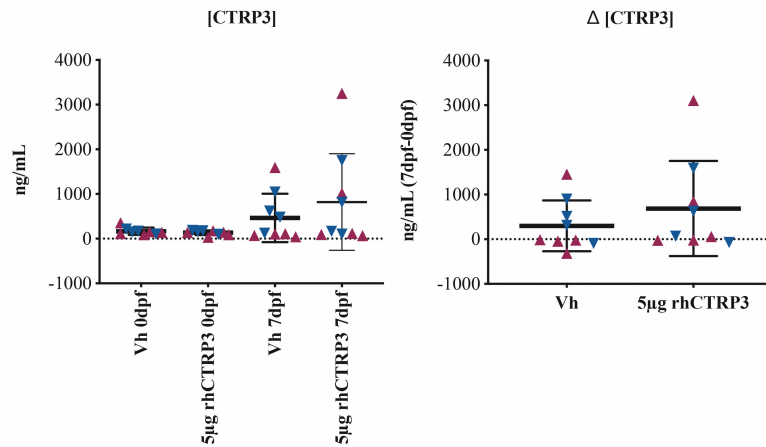 [CTRP3]
ng/mL
4000
3000
2000
1000
0
-1000
Vh 0dpf
5µg rhCTRP3 0dpf
Vh 7dpf
5µg rhCTRP3 7dpf
Δ [CTRP3]
ng/mL (7dpf-0dpf)
4000
3000
2000
1000
0
-1000
Vh
5µg rhCTRP3